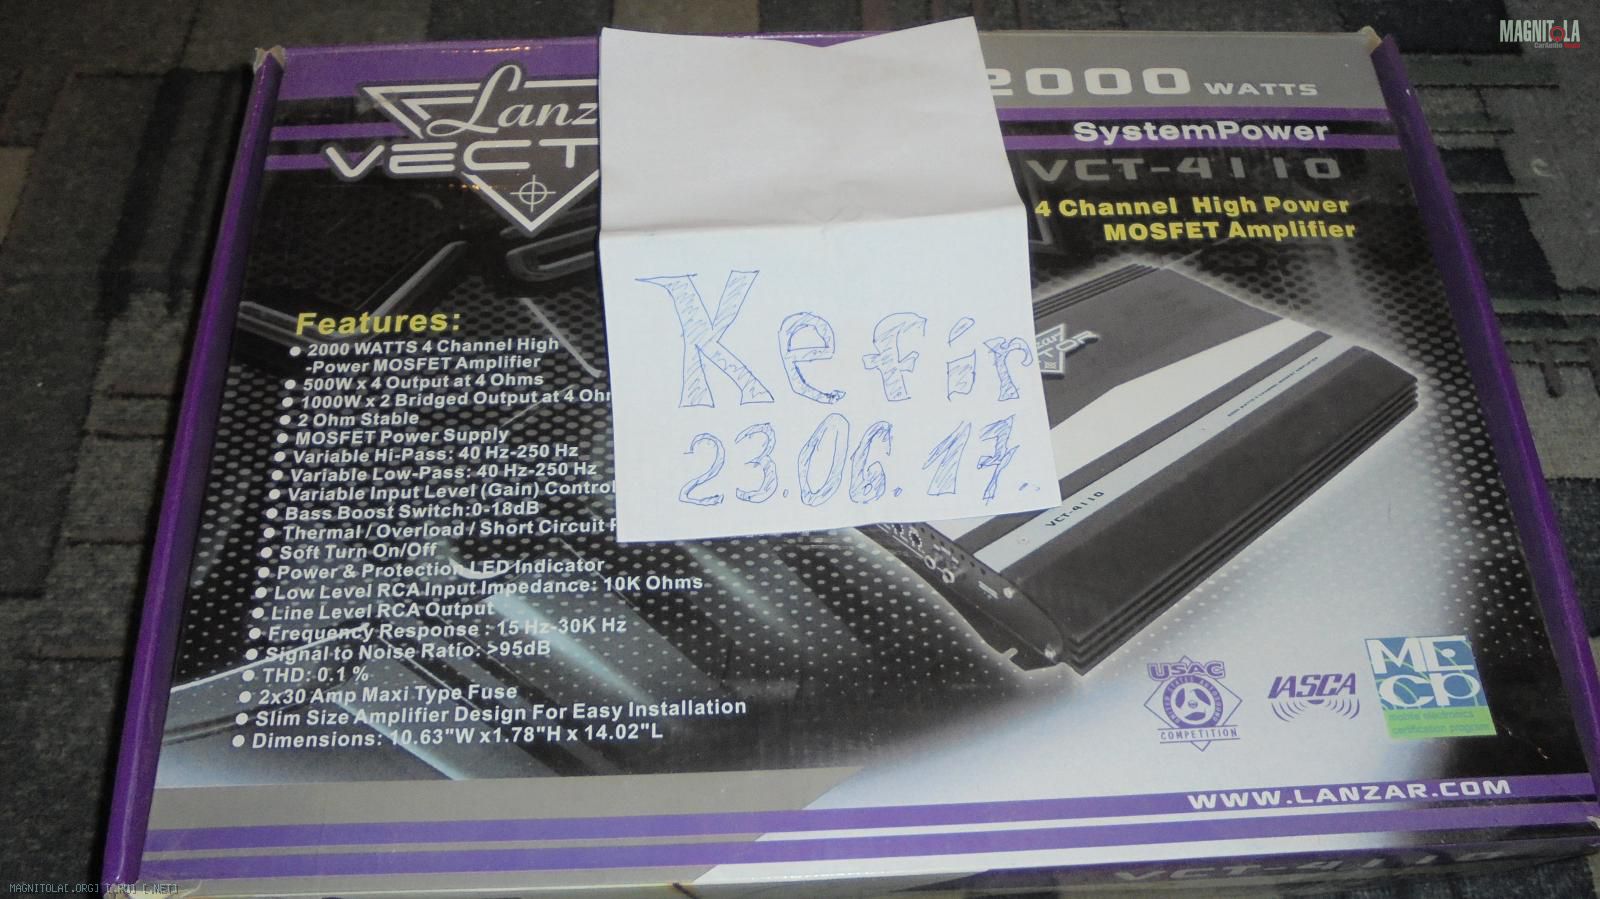 MAGNITOLA
CarAudio
Lanz
VECT
2000 WATTS
SystemPower
VCT-4110
4 Channel High Power
MOSFET Amplifier
Kefir
23.06.17.
Features:
● 2000 WATTS 4 Channel High
-Power MOSFET Amplifier
● 500W x 4 Output at 4 Ohms
● 1000W x 2 Bridged Output at 4 Oh
● 2 Ohm Stable
● MOSFET Power Supply
● Variable Hi-Pass: 40 Hz-250 Hz
● Variable Low-Pass: 40 Hz-250 Hz
● Variable Input Level (Gain) Control
● Bass Boost Switch:0-18dB
● Thermal / Overload / Short Circuit
● Soft Turn On/Off
● Power & Protection LED Indicator
● Low Level RCA Input Impedance: 10K Ohms
● Line Level RCA Output
● Frequency Response : 15 Hz-30K Hz
● Signal to Noise Ratio: >95dB
● THD: 0.1 %
● 2x30 Amp Maxi Type Fuse
● Slim Size Amplifier Design For Easy Installation
● Dimensions: 10.63"W x1.78"H x 14.02"L
VCT-4110
USAC
COMPETITION
IASCA
MECP
mobile electronics
certification program
WWW.LANZAR.COM
VCT-4110
MAGNITOLA[.ORG] [.RU] [.NET]